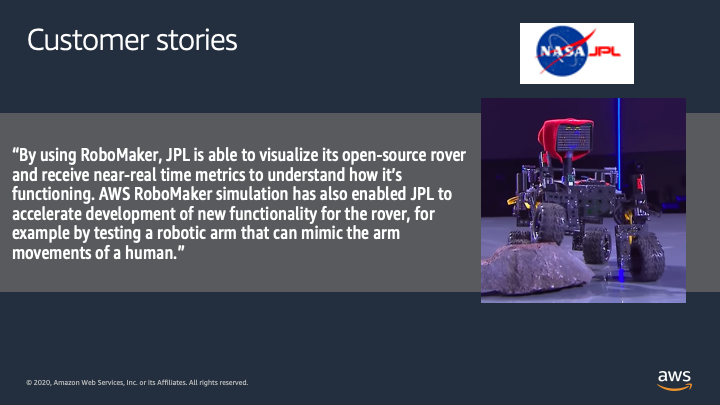 Customer stories
NASA JPL
“By using RoboMaker, JPL is able to visualize its open-source rover
and receive near-real time metrics to understand how it’s
functioning. AWS RoboMaker simulation has also enabled JPL to
accelerate development of new functionality for the rover, for
example by testing a robotic arm that can mimic the arm
movements of a human.”
© 2020, Amazon Web Services, Inc. or its Affiliates. All rights reserved.
aws